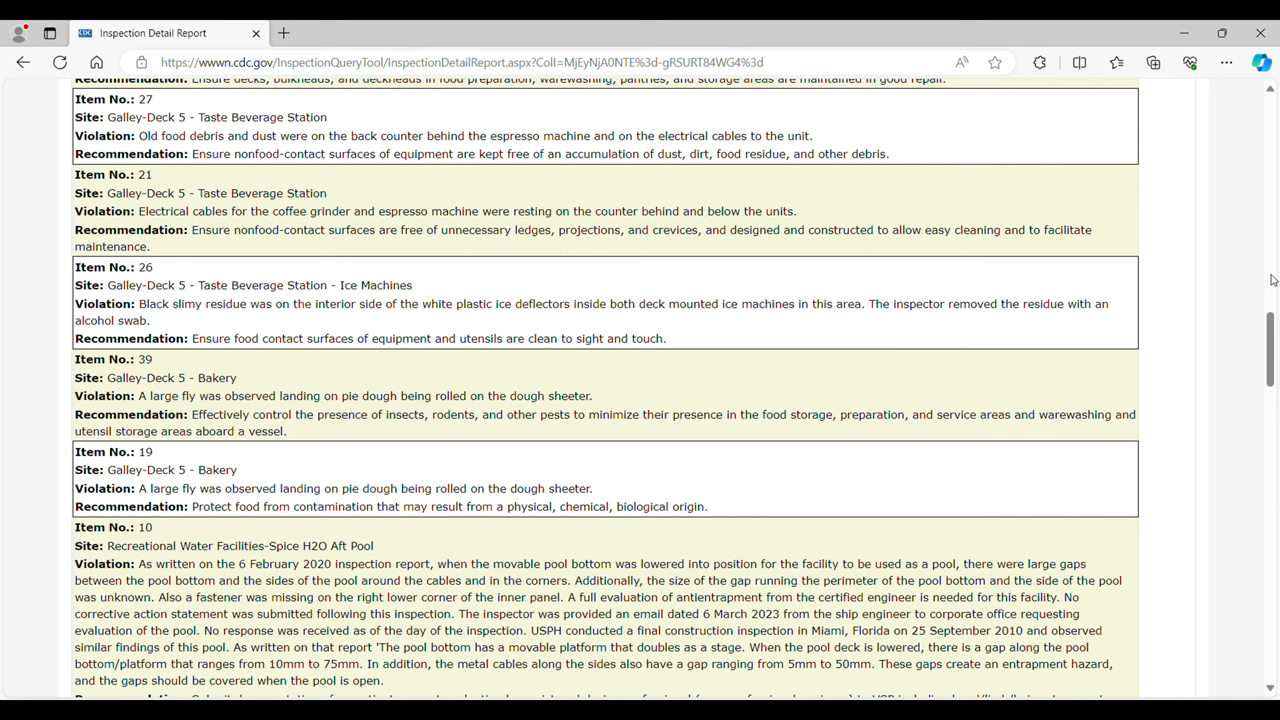 Inspection Detail Report
https://wwwn.cdc.gov/InspectionQueryTool/InspectionDetailReport.aspx?ColI=MjEyNjA0NTE%3d-gRSURT84WG4%3d
Recommendation: Ensure decks, bulkheads, and deckheads in food preparation, warewashing, pantries, and storage areas are maintained in good repair.
Item No.: 27
Site: Galley-Deck 5 - Taste Beverage Station
Violation: Old food debris and dust were on the back counter behind the espresso machine and on the electrical cables to the unit.
Recommendation: Ensure nonfood-contact surfaces of equipment are kept free of an accumulation of dust, dirt, food residue, and other debris.
Item No.: 21
Site: Galley-Deck 5 - Taste Beverage Station
Violation: Electrical cables for the coffee grinder and espresso machine were resting on the counter behind and below the units.
Recommendation: Ensure nonfood-contact surfaces are free of unnecessary ledges, projections, and crevices, and designed and constructed to allow easy cleaning and to facilitate
maintenance.
Item No.: 26
Site: Galley-Deck 5 - Taste Beverage Station - Ice Machines
Violation: Black slimy residue was on the interior side of the white plastic ice deflectors inside both deck mounted ice machines in this area. The inspector removed the residue with an
alcohol swab.
Recommendation: Ensure food contact surfaces of equipment and utensils are clean to sight and touch.
Item No.: 39
Site: Galley-Deck 5 - Bakery
Violation: A large fly was observed landing on pie dough being rolled on the dough sheeter.
Recommendation: Effectively control the presence of insects, rodents, and other pests to minimize their presence in the food storage, preparation, and service areas and warewashing and
utensil storage areas aboard a vessel.
Item No.: 19
Site: Galley-Deck 5 - Bakery
Violation: A large fly was observed landing on pie dough being rolled on the dough sheeter.
Recommendation: Protect food from contamination that may result from a physical, chemical, biological origin.
Item No.: 10
Site: Recreational Water Facilities-Spice H2O Aft Pool
Violation: As written on the 6 February 2020 inspection report, when the movable pool bottom was lowered into position for the facility to be used as a pool, there were large gaps
between the pool bottom and the sides of the pool around the cables and in the corners. Additionally, the size of the gap running the perimeter of the pool bottom and the side of the pool
was unknown. Also a fastener was missing on the right lower corner of the inner panel. A full evaluation of antientrapment from the certified engineer is needed for this facility. No
corrective action statement was submitted following this inspection. The inspector was provided an email dated 6 March 2023 from the ship engineer to corporate office requesting
evaluation of the pool. No response was received as of the day of the inspection. USPH conducted a final construction inspection in Miami, Florida on 25 September 2010 and observed
similar findings of this pool. As written on that report 'The pool bottom has a movable platform that doubles as a stage. When the pool deck is lowered, there is a gap along the pool
bottom/platform that ranges from 10mm to 75mm. In addition, the metal cables along the sides also have a gap ranging from 5mm to 50mm. These gaps create an entrapment hazard,
and the gaps should be covered when the pool is open.